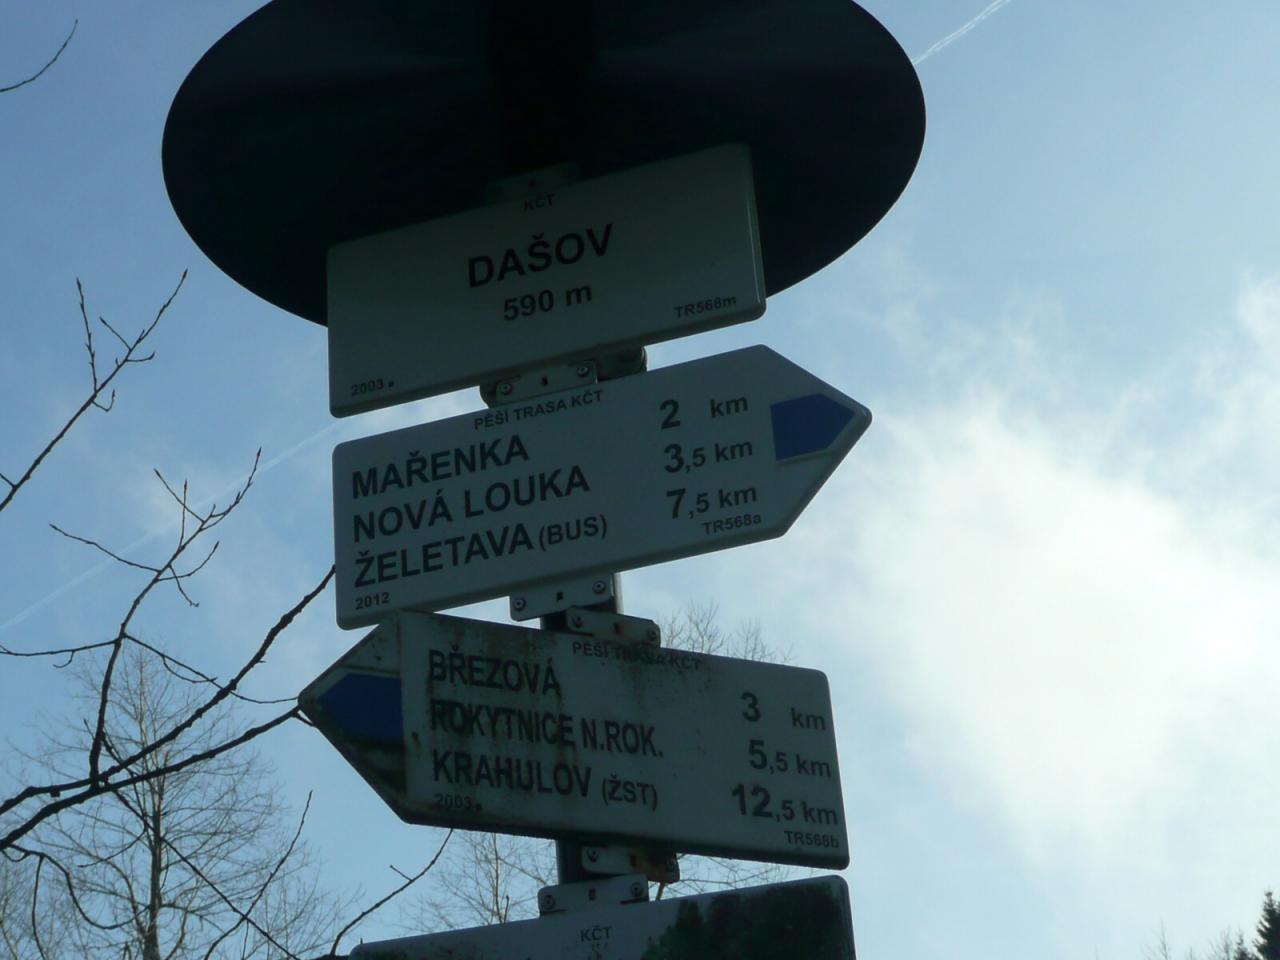 KČT
DAŠOV
590 m
TR568m
2003
PĚŠÍ TRASA KČT
MAŘENKA 2 km
NOVÁ LOUKA 3,5 km
ŽELETAVA (BUS) 7,5 km
TR568a
2012
PĚŠÍ TRASA KČT
BŘEZOVÁ 3 km
ROKYTNICE N.ROK. 5,5 km
KRAHULOV (ŽST) 12,5 km
2003
TR568b
KČT